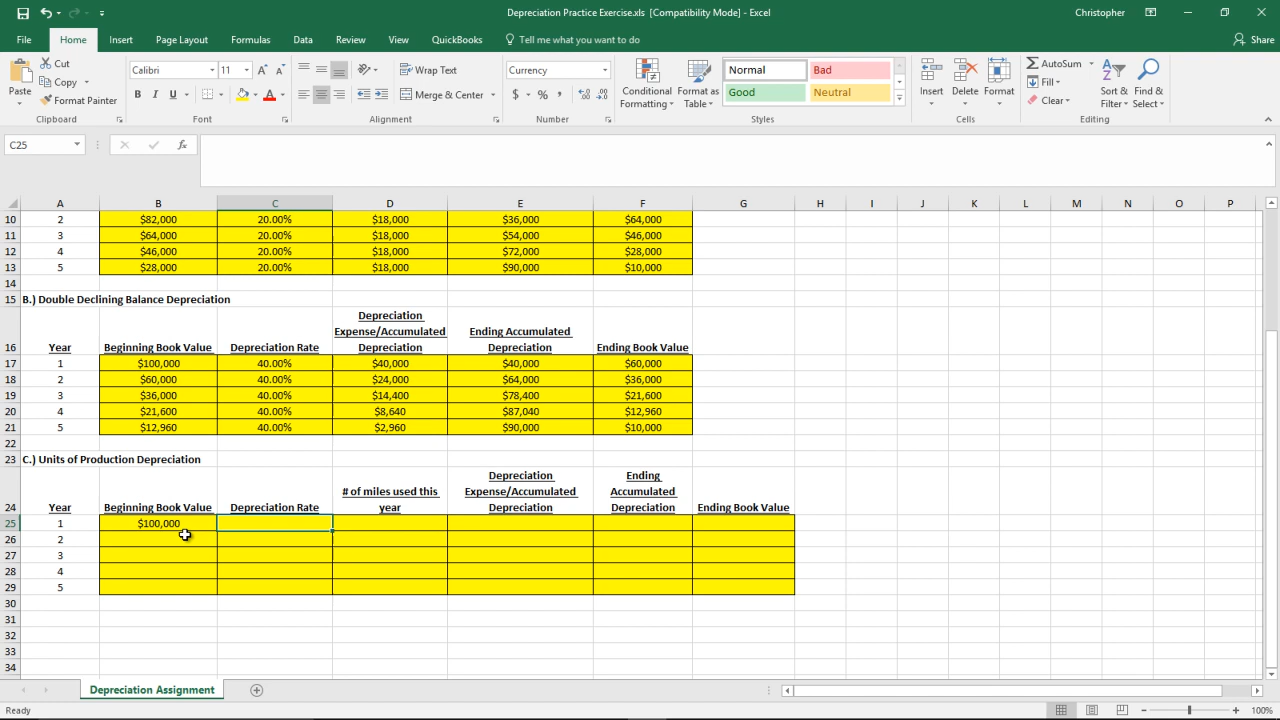 Depreciation Practice Exercise.xls [Compatibility Mode] - Excel
Christopher
File Home Insert Page Layout Formulas Data Review View QuickBooks Tell me what you want to do Share
Paste Cut Copy Format Painter Clipboard
Calibri 11 B I U A Font
Wrap Text Merge & Center Alignment
Currency $ % , Number
Conditional Formatting Format as Table Normal Bad Good Neutral Styles
Insert Delete Format Cells
AutoSum Fill Clear Sort & Filter Find & Select Editing
C25 fx
A B C D E F G H I J K L M N O P
10 2 $82,000 20.00% $18,000 $36,000 $64,000
11 3 $64,000 20.00% $18,000 $54,000 $46,000
12 4 $46,000 20.00% $18,000 $72,000 $28,000
13 5 $28,000 20.00% $18,000 $90,000 $10,000
14
15 B.) Double Declining Balance Depreciation
16 Year Beginning Book Value Depreciation Rate Depreciation Expense/Accumulated Depreciation Ending Accumulated Depreciation Ending Book Value
17 1 $100,000 40.00% $40,000 $40,000 $60,000
18 2 $60,000 40.00% $24,000 $64,000 $36,000
19 3 $36,000 40.00% $14,400 $78,400 $21,600
20 4 $21,600 40.00% $8,640 $87,040 $12,960
21 5 $12,960 40.00% $2,960 $90,000 $10,000
22
23 C.) Units of Production Depreciation
24 Year Beginning Book Value Depreciation Rate # of miles used this year Depreciation Expense/Accumulated Depreciation Ending Accumulated Depreciation Ending Book Value
25 1 $100,000
26 2
27 3
28 4
29 5
30
31
32
33
34
Depreciation Assignment
Ready 100%